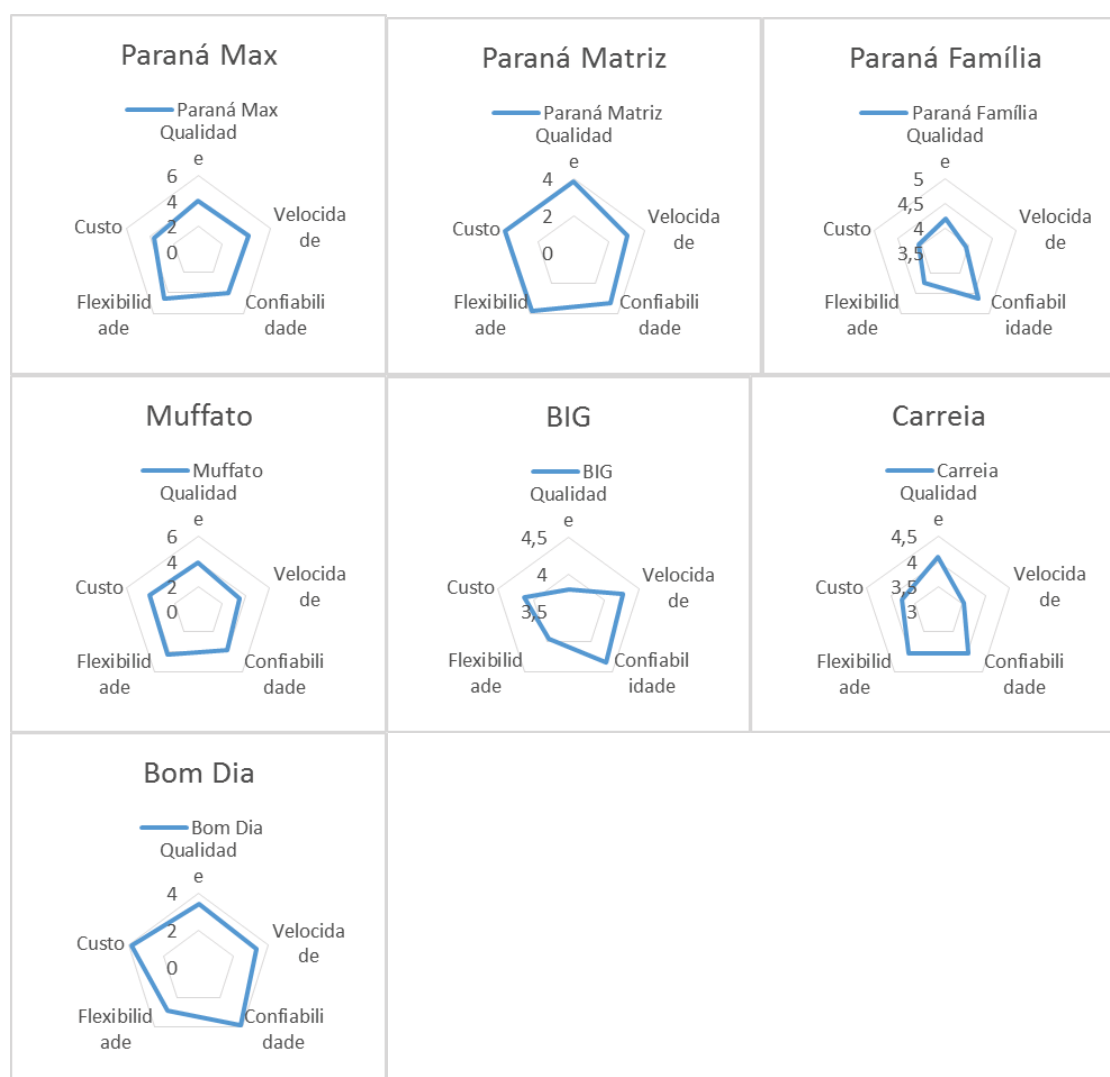 Paraná Max
Paraná Max
Qualidad
e
6
4
2
0
Velocida
de
Confiabili
dade
Flexibilid
ade
Custo
Paraná Matriz
Paraná Matriz
Qualidad
e
4
2
0
Velocida
de
Confiabili
dade
Flexibilid
ade
Custo
Paraná Família
Paraná Família
Qualidad
e
5
4,5
4
3,5
Velocida
de
Confiabil
idade
Flexibilid
ade
Custo
Muffato
Muffato
Qualidad
e
6
4
2
0
Velocida
de
Confiabili
dade
Flexibilid
ade
Custo
BIG
BIG
Qualidad
e
4,5
4
3,5
Velocida
de
Confiabil
idade
Flexibilid
ade
Custo
Carreia
Carreia
Qualidad
e
4,5
4
3,5
3
Velocida
de
Confiabili
dade
Flexibilid
ade
Custo
Bom Dia
Bom Dia
Qualidad
e
4
2
0
Velocida
de
Confiabili
dade
Flexibilid
ade
Custo